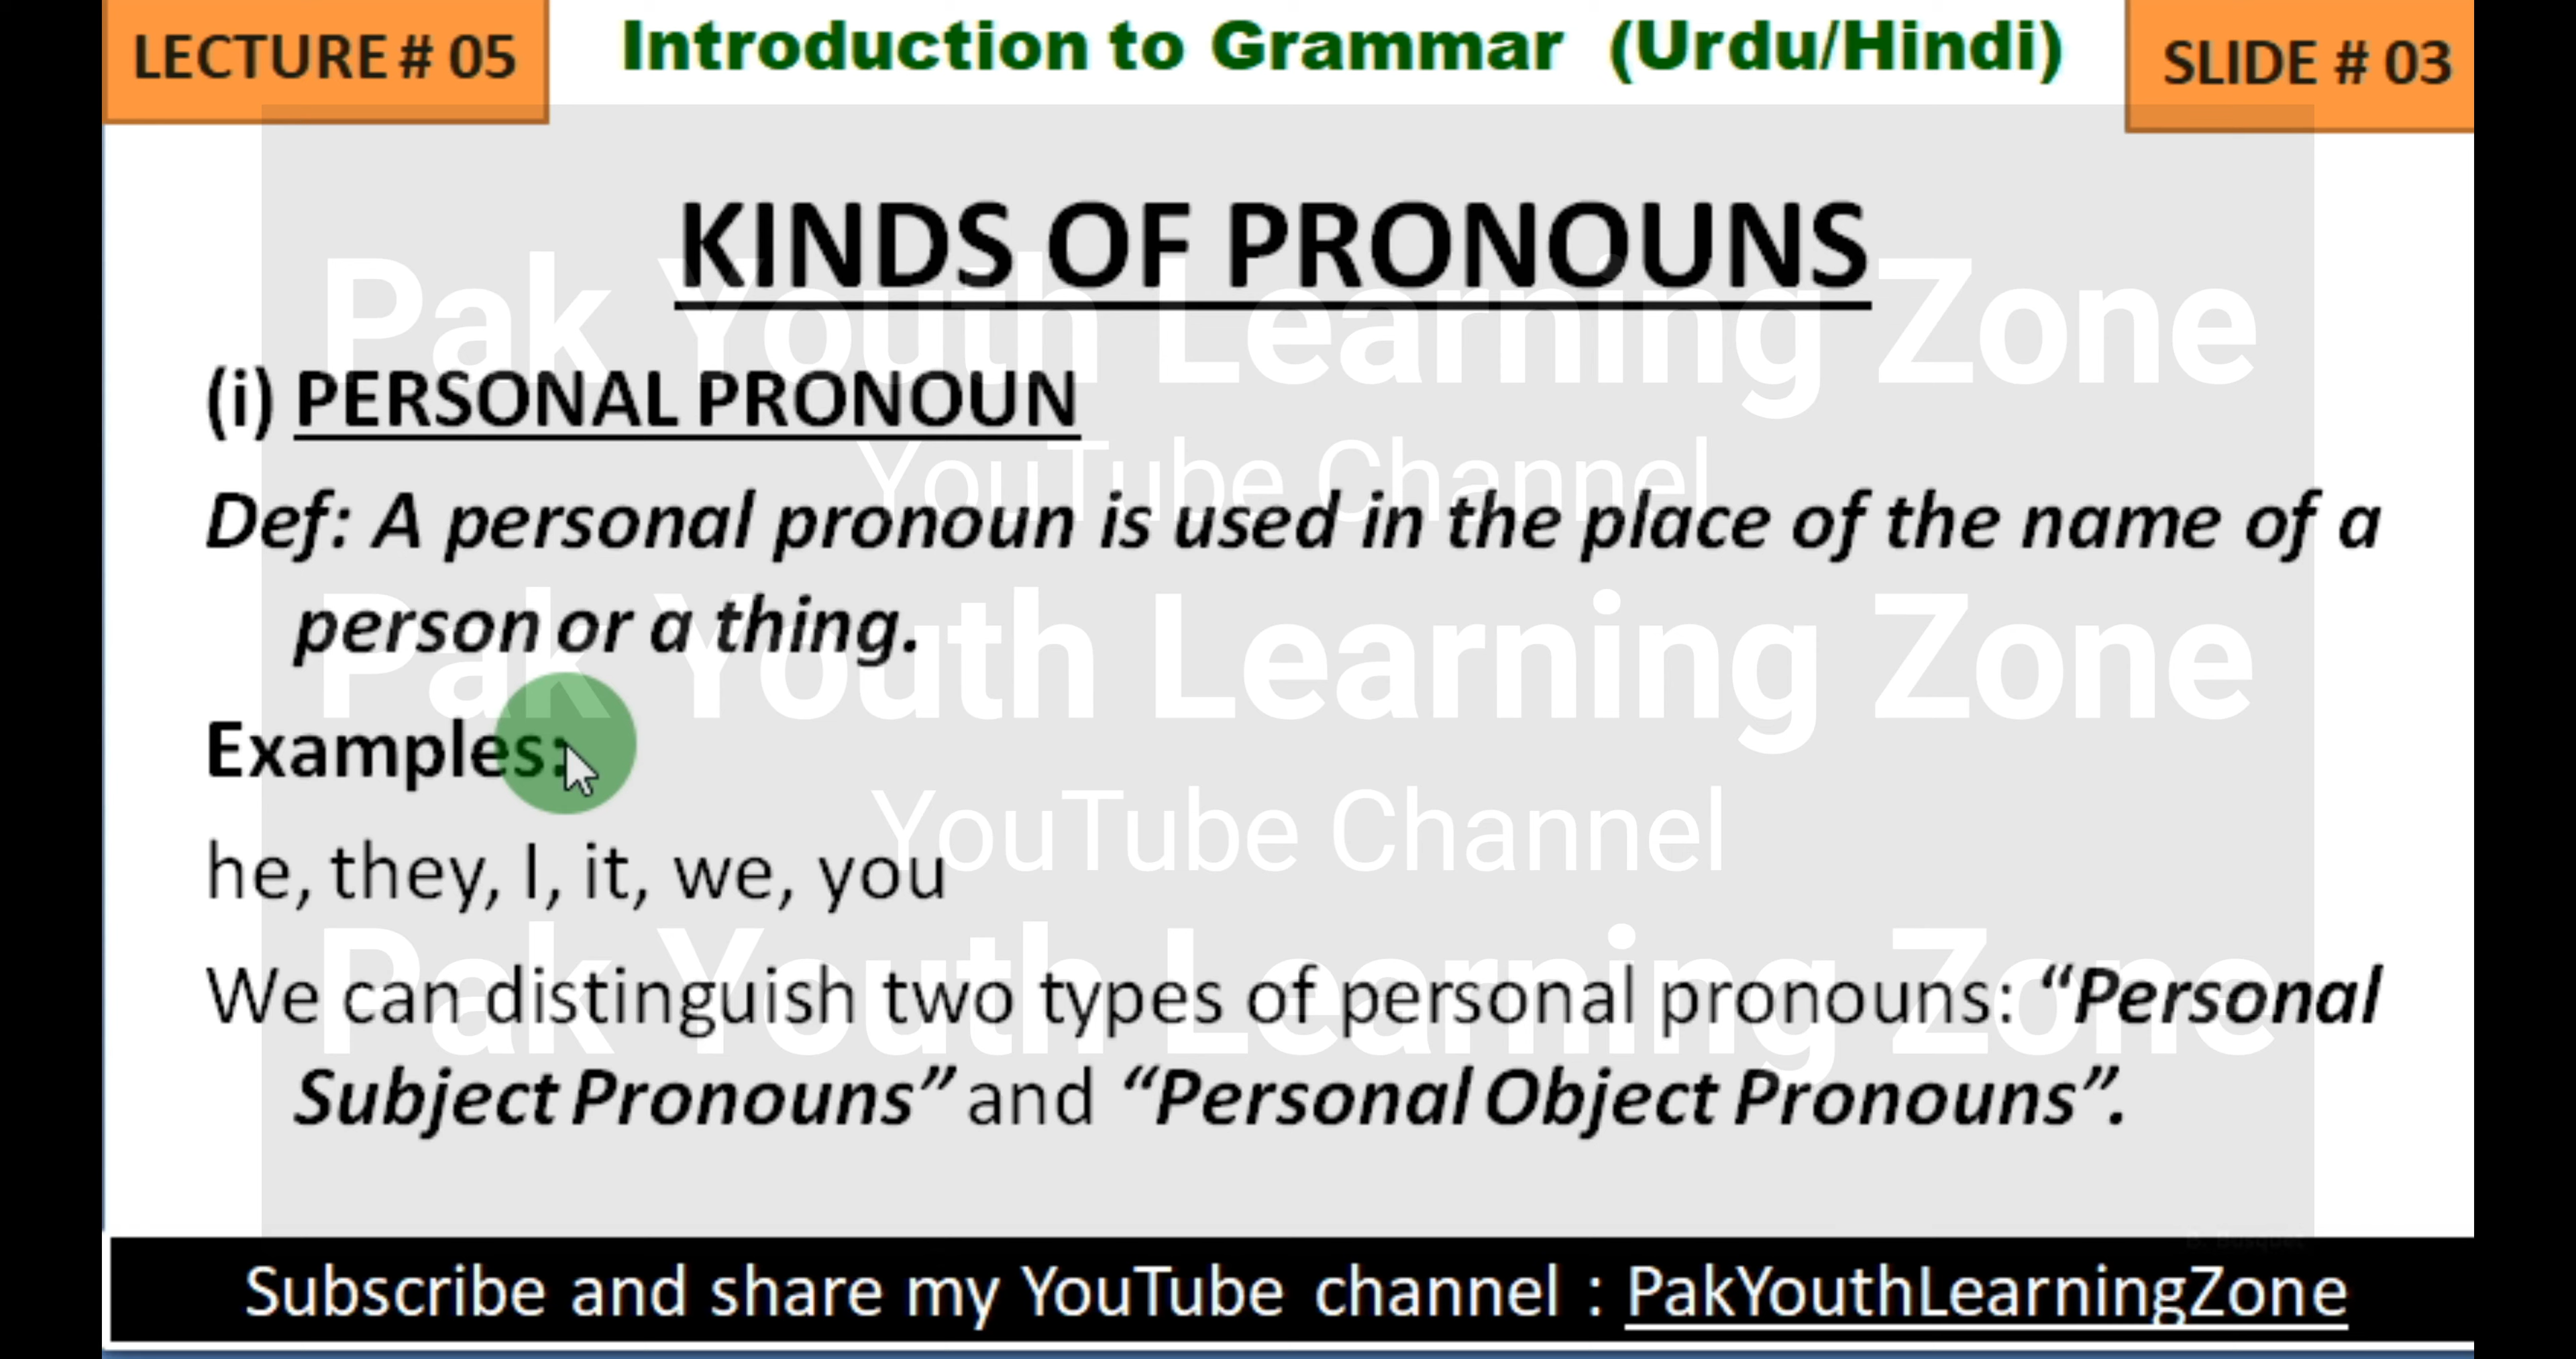 LECTURE # 05
Introduction to Grammar (Urdu/Hindi)
SLIDE # 03
KINDS OF PRONOUNS
Pak Youth Learning Zone
(i) PERSONAL PRONOUN
YouTube Channel
Def: A personal pronoun is used in the place of the name of a
person or a thing.
Pak Youth Learning Zone
Examples:
YouTube Channel
he, they, I, it, we, you
Pak Youth Learning Zone
We can distinguish two types of personal pronouns: “Personal
Subject Pronouns” and “Personal Object Pronouns”.
Subscribe and share my YouTube channel : PakYouthLearningZone